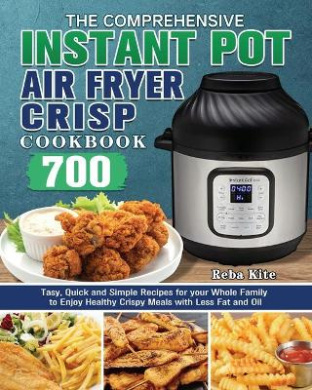 THE COMPREHENSIVE
INSTANT POT
AIR FRYER
CRISP
COOKBOOK
700
0400
Reba Kite
Tasy, Quick and Simple Recipes for your Whole Family
to Enjoy Healthy Crispy Meals with Less Fat and Oil